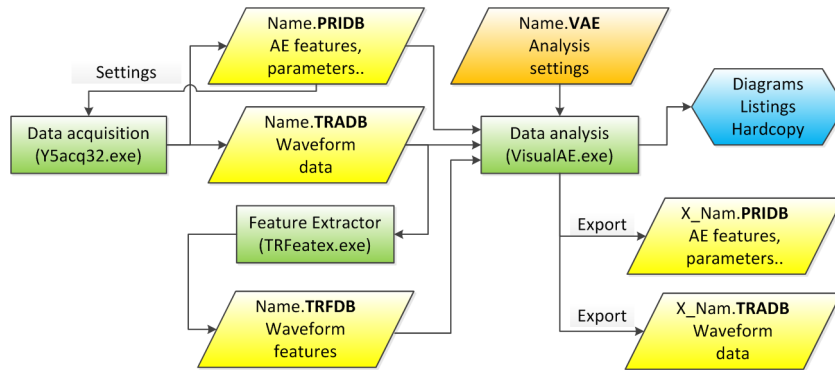 Name.PRIDB
AE features,
parameters..
Name.VAE
Analysis
settings
Settings
Diagrams
Listings
Hardcopy
Data acquisition
(Y5acq32.exe)
Name.TRADB
Waveform
data
Data analysis
(VisualAE.exe)
Feature Extractor
(TRFeatex.exe)
Export
X_Nam.PRIDB
AE features,
parameters..
Name.TRFDB
Waveform
features
Export
X_Nam.TRADB
Waveform
data